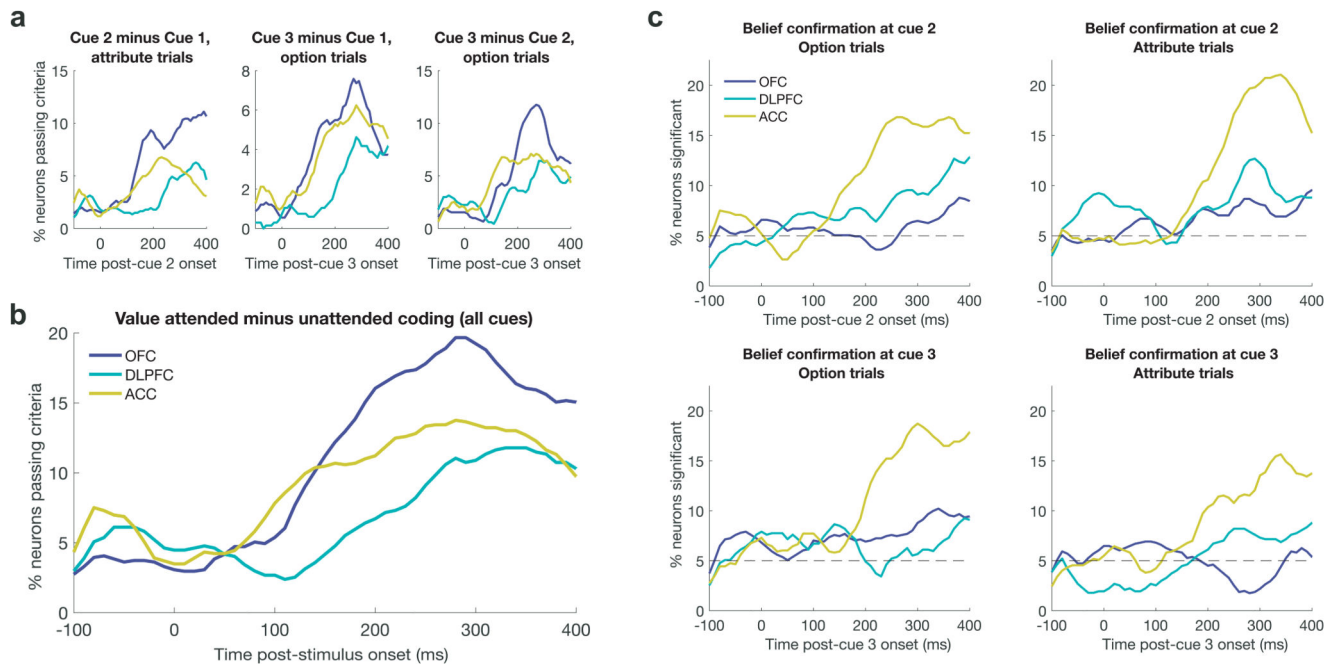 a
Cue 2 minus Cue 1,
attribute trials
Cue 3 minus Cue 1,
option trials
Cue 3 minus Cue 2,
option trials
% neurons passing criteria
15
10
5
0
0
200
400
Time post-cue 2 onset
8
6
4
2
0
0
200
400
Time post-cue 3 onset
15
10
5
0
0
200
400
Time post-cue 3 onset
b
Value attended minus unattended coding (all cues)
OFC
DLPFC
ACC
% neurons passing criteria
20
15
10
5
0
-100
0
100
200
300
400
Time post-stimulus onset (ms)
c
Belief confirmation at cue 2
Option trials
OFC
DLPFC
ACC
% neurons significant
20
15
10
5
0
-100
0
100
200
300
400
Time post-cue 2 onset (ms)
Belief confirmation at cue 2
Attribute trials
20
15
10
5
0
-100
0
100
200
300
400
Time post-cue 2 onset (ms)
Belief confirmation at cue 3
Option trials
% neurons significant
20
15
10
5
0
-100
0
100
200
300
400
Time post-cue 3 onset (ms)
Belief confirmation at cue 3
Attribute trials
20
15
10
5
0
-100
0
100
200
300
400
Time post-cue 3 onset (ms)